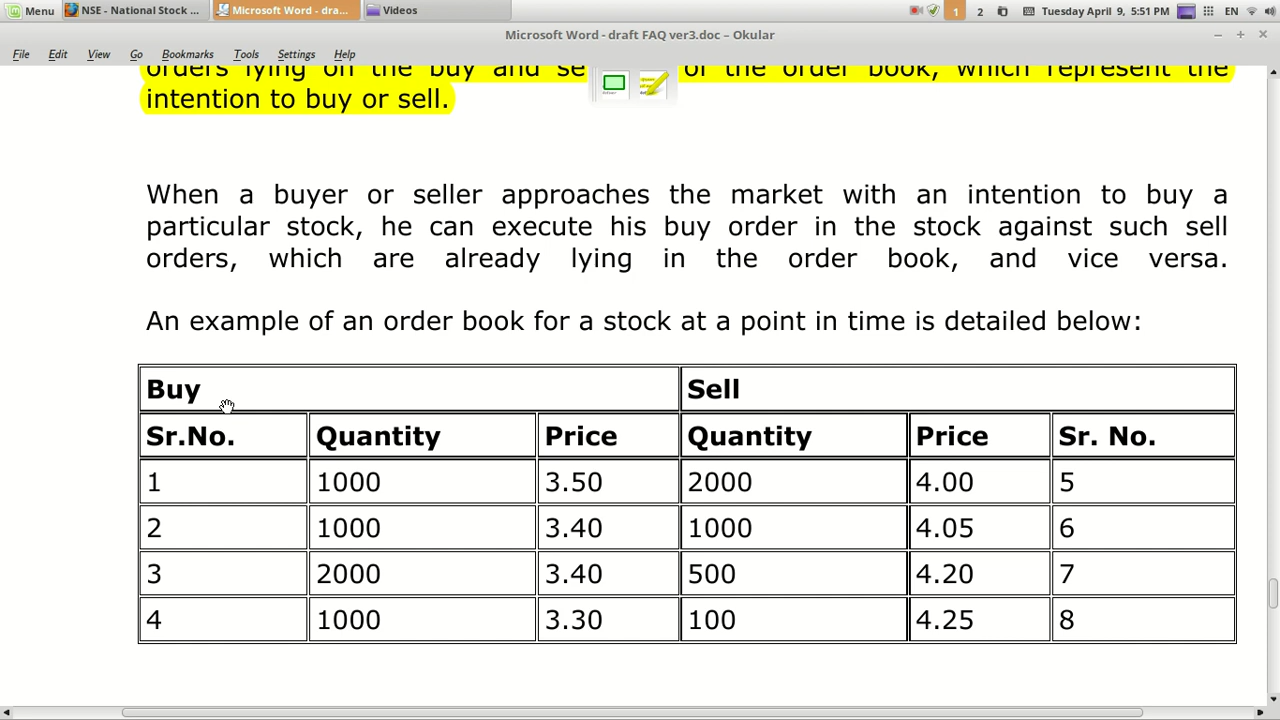 Menu NSE - National Stock ... Microsoft Word - dra... Videos 1 2 Tuesday April 9, 5:51 PM EN
Microsoft Word - draft FAQ ver3.doc – Okular
File Edit View Go Bookmarks Tools Settings Help
orders lying on the buy and se of the order book, which represent the
intention to buy or sell.
When a buyer or seller approaches the market with an intention to buy a
particular stock, he can execute his buy order in the stock against such sell
orders, which are already lying in the order book, and vice versa.
An example of an order book for a stock at a point in time is detailed below:
Buy Sell
Sr.No. Quantity Price Quantity Price Sr. No.
1 1000 3.50 2000 4.00 5
2 1000 3.40 1000 4.05 6
3 2000 3.40 500 4.20 7
4 1000 3.30 100 4.25 8